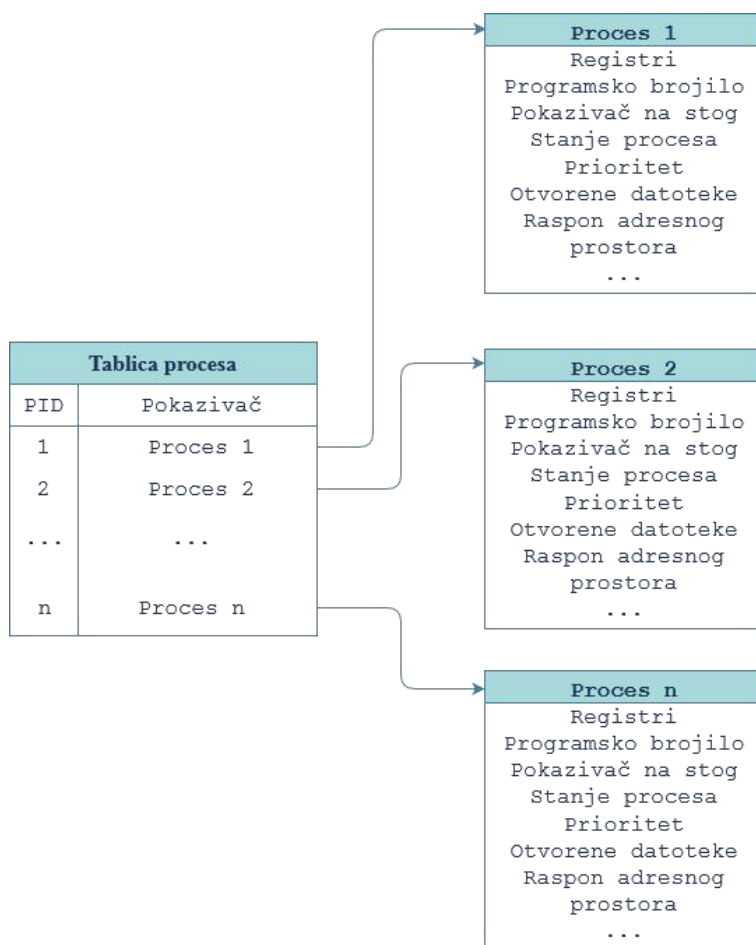 Tablica procesa
PID Pokazivač
1 Proces 1
2 Proces 2
... ...
n Proces n
Proces 1
Registri
Programsko brojilo
Pokazivač na stog
Stanje procesa
Prioritet
Otvorene datoteke
Raspon adresnog
prostora
...
Proces 2
Registri
Programsko brojilo
Pokazivač na stog
Stanje procesa
Prioritet
Otvorene datoteke
Raspon adresnog
prostora
...
Proces n
Registri
Programsko brojilo
Pokazivač na stog
Stanje procesa
Prioritet
Otvorene datoteke
Raspon adresnog
prostora
...